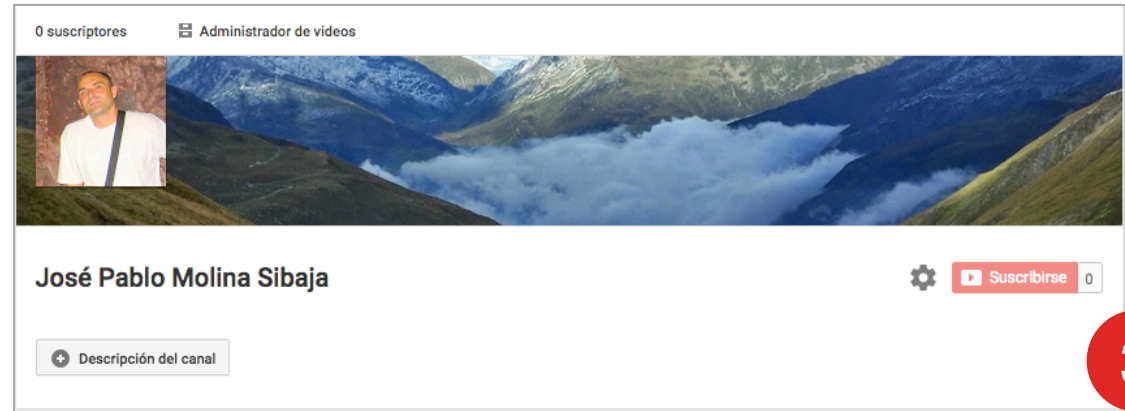 0 suscriptores Administrador de videos
José Pablo Molina Sibaja
Suscribirse 0
Descripción del canal